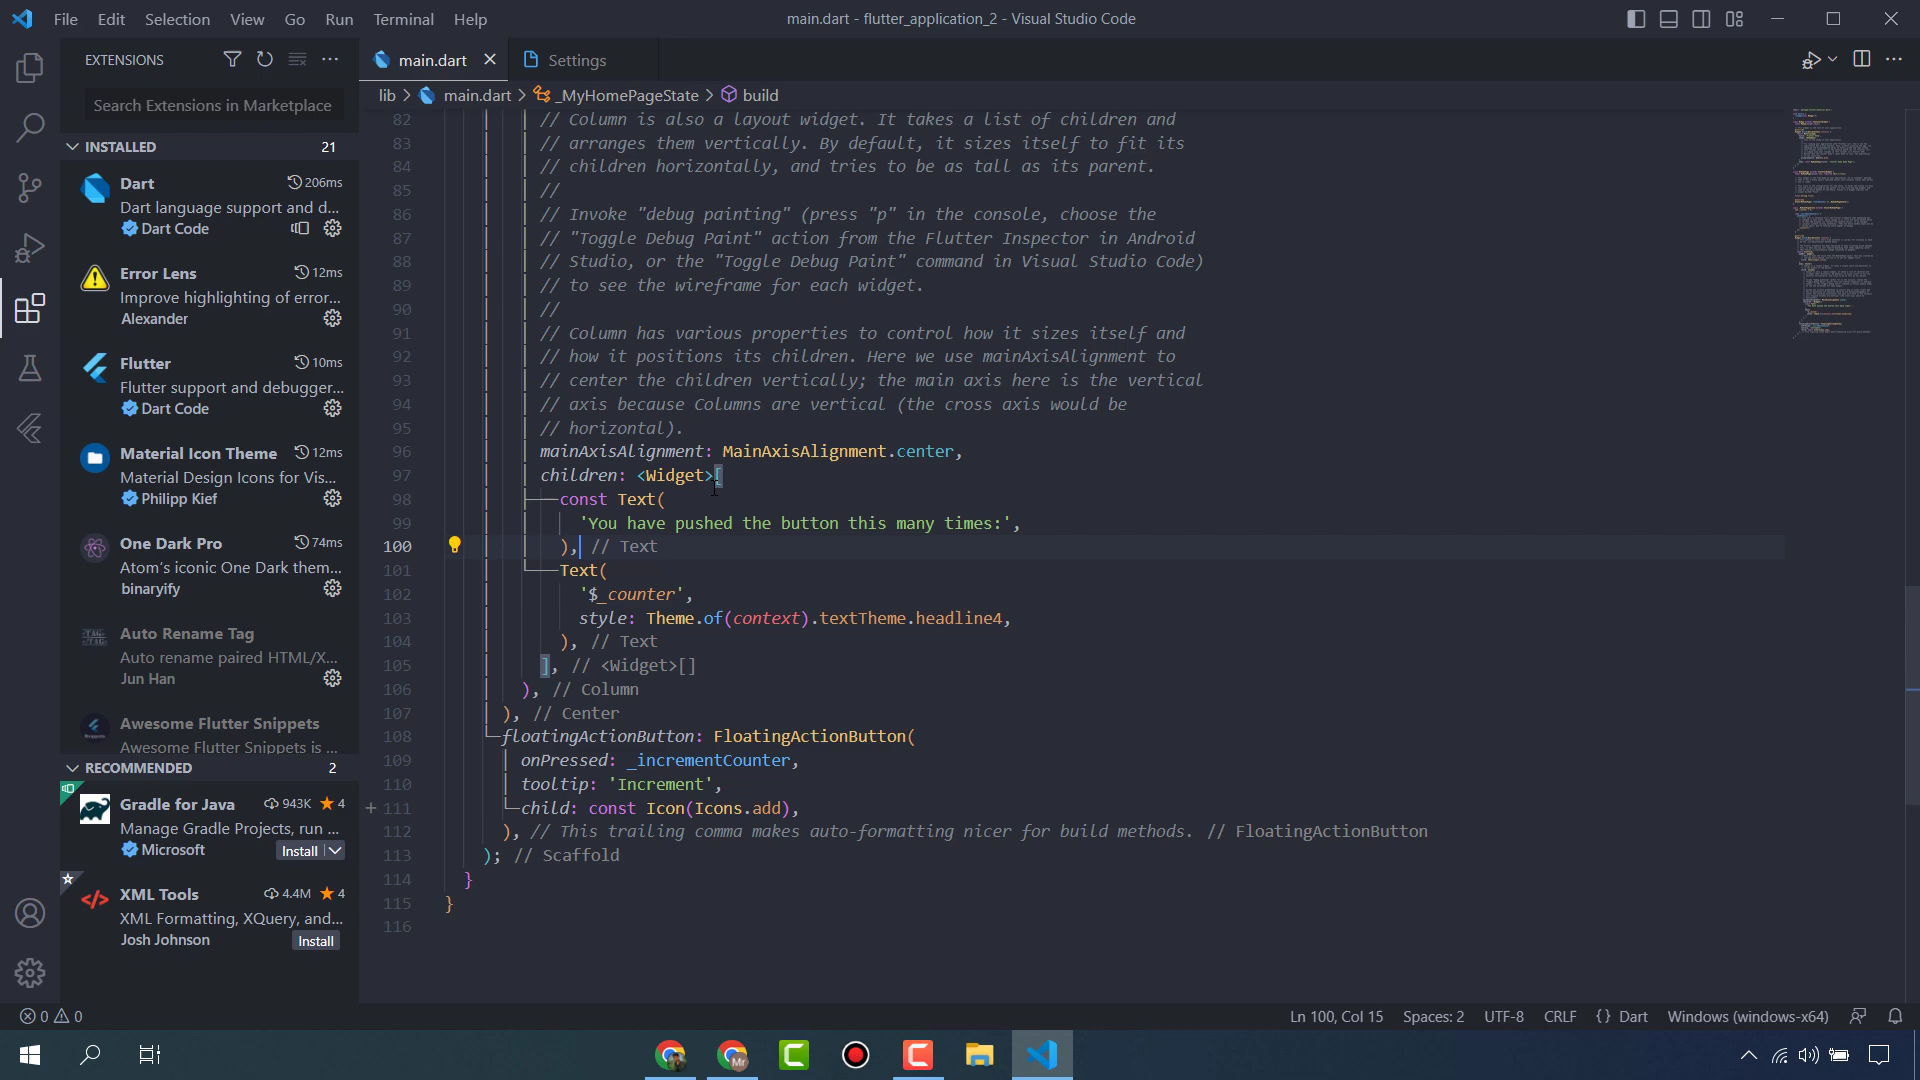 File Edit Selection View Go Run Terminal Help
main.dart - flutter_application_2 - Visual Studio Code
EXTENSIONS
main.dart
Settings
Search Extensions in Marketplace
lib > main.dart > _MyHomePageState > build
INSTALLED 21
Dart 206ms
Dart language support and d...
Dart Code
Error Lens 12ms
Improve highlighting of error...
Alexander
Flutter 10ms
Flutter support and debugger...
Dart Code
Material Icon Theme 12ms
Material Design Icons for Vis...
Philipp Kief
One Dark Pro 74ms
Atom's iconic One Dark them...
binaryify
TAG
TAG
Auto Rename Tag
Auto rename paired HTML/X...
Jun Han
Awesome Flutter Snippets
Awesome Flutter Snippets is ...
RECOMMENDED 2
Gradle for Java 943K 4
Manage Gradle Projects, run ...
Microsoft Install
XML Tools 4.4M 4
XML Formatting, XQuery, and...
Josh Johnson Install
82 // Column is also a layout widget. It takes a list of children and
83 // arranges them vertically. By default, it sizes itself to fit its
84 // children horizontally, and tries to be as tall as its parent.
85 //
86 // Invoke "debug painting" (press "p" in the console, choose the
87 // "Toggle Debug Paint" action from the Flutter Inspector in Android
88 // Studio, or the "Toggle Debug Paint" command in Visual Studio Code)
89 // to see the wireframe for each widget.
90 //
91 // Column has various properties to control how it sizes itself and
92 // how it positions its children. Here we use mainAxisAlignment to
93 // center the children vertically; the main axis here is the vertical
94 // axis because Columns are vertical (the cross axis would be
95 // horizontal).
96 mainAxisAlignment: MainAxisAlignment.center,
97 children: <Widget>[
98 const Text(
99 'You have pushed the button this many times:',
100 ), // Text
101 Text(
102 '$_counter',
103 style: Theme.of(context).textTheme.headline4,
104 ), // Text
105 ], // <Widget>[]
106 ), // Column
107 ), // Center
108 floatingActionButton: FloatingActionButton(
109 onPressed: _incrementCounter,
110 tooltip: 'Increment',
111 child: const Icon(Icons.add),
112 ), // This trailing comma makes auto-formatting nicer for build methods. // FloatingActionButton
113 ); // Scaffold
114 }
115 }
116
0 0
Ln 100, Col 15 Spaces: 2 UTF-8 CRLF {} Dart Windows (windows-x64)
Mr